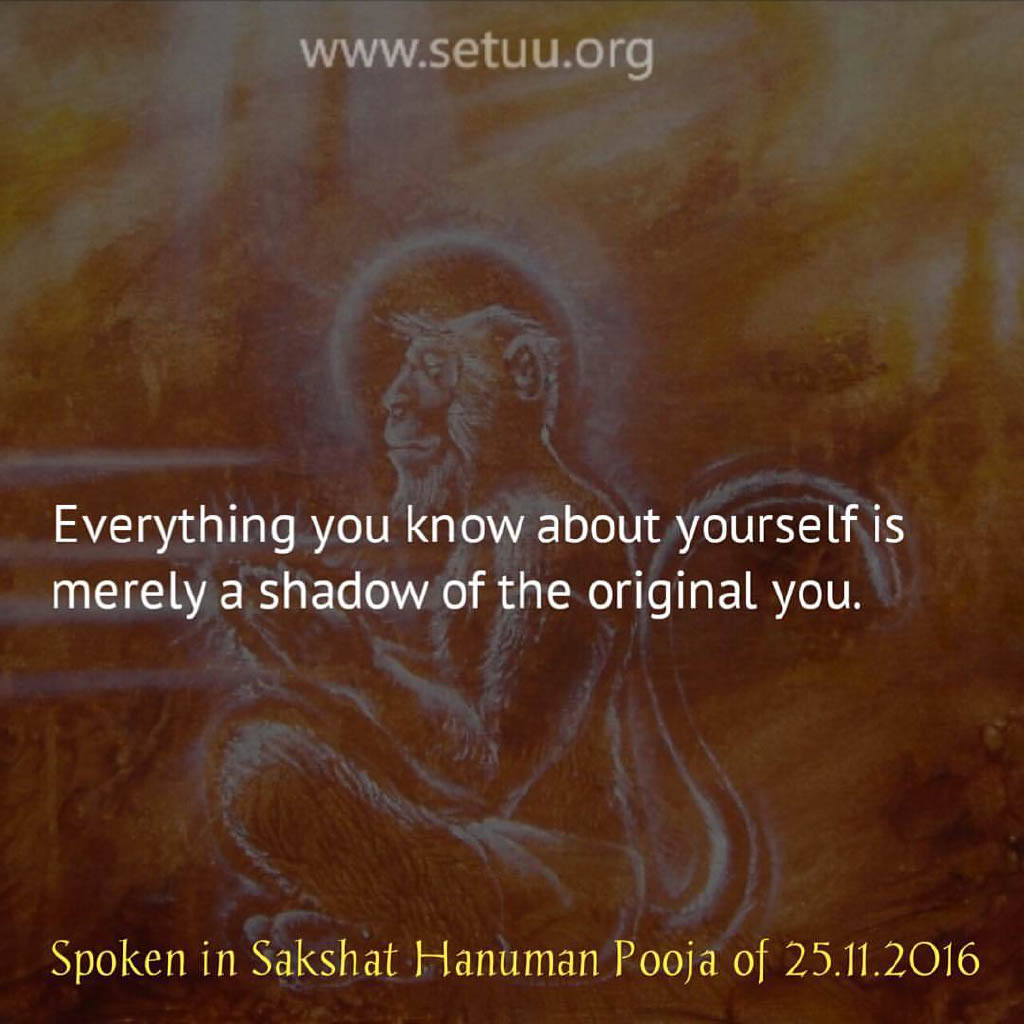 www.setuu.org
Everything you know about yourself is
merely a shadow of the original you.
Spoken in Sakshat Hanuman Pooja of 25.11.2016